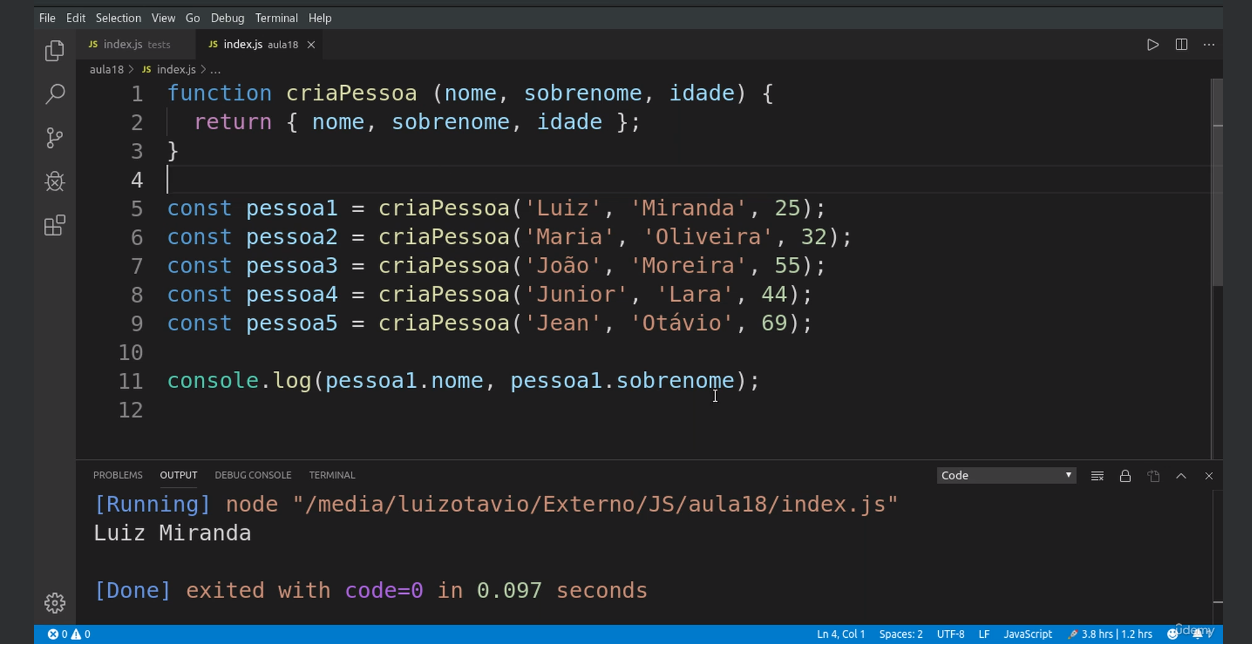 File Edit Selection View Go Debug Terminal Help
JS index.js tests JS index.js aula18 ×
aula18 > JS index.js > ...
1 function criaPessoa (nome, sobrenome, idade) {
2 return { nome, sobrenome, idade };
3 }
4
5 const pessoa1 = criaPessoa('Luiz', 'Miranda', 25);
6 const pessoa2 = criaPessoa('Maria', 'Oliveira', 32);
7 const pessoa3 = criaPessoa('João', 'Moreira', 55);
8 const pessoa4 = criaPessoa('Junior', 'Lara', 44);
9 const pessoa5 = criaPessoa('Jean', 'Otávio', 69);
10
11 console.log(pessoa1.nome, pessoa1.sobrenome);
12
PROBLEMS OUTPUT DEBUG CONSOLE TERMINAL Code
[Running] node "/media/luizotavio/Externo/JS/aula18/index.js"
Luiz Miranda
[Done] exited with code=0 in 0.097 seconds
0 0 Ln 4, Col 1 Spaces: 2 UTF-8 LF JavaScript 3.8 hrs | 1.2 hrs udemy